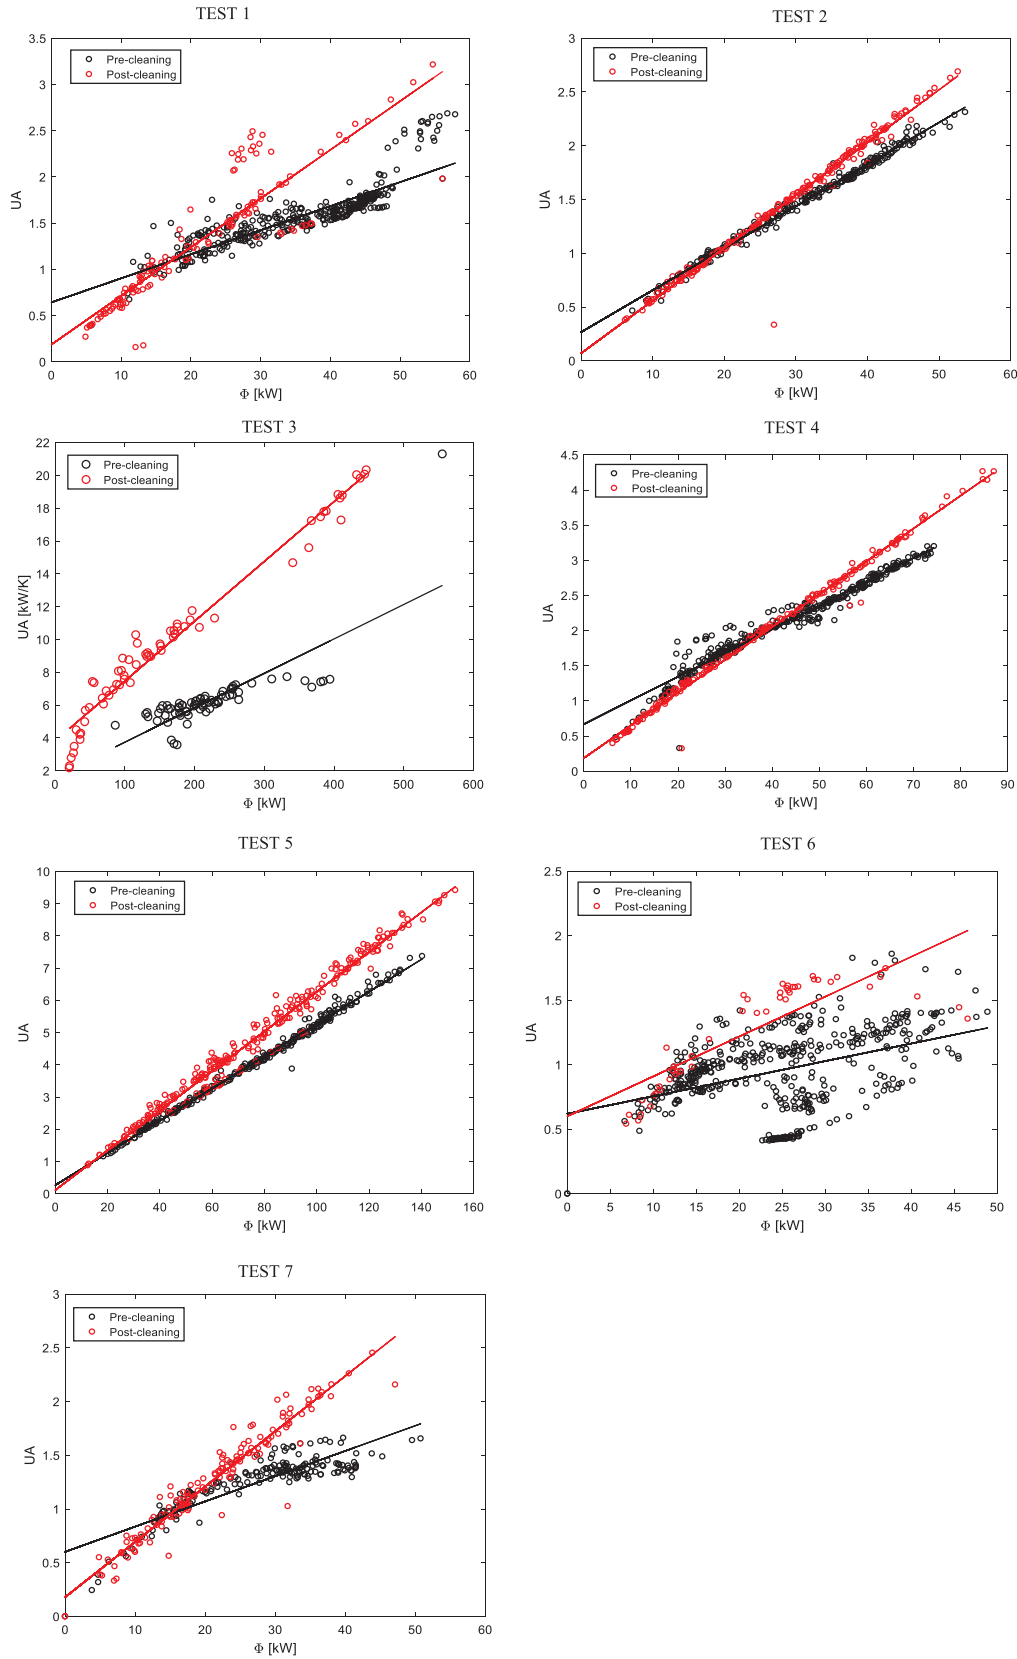 TEST 1
3.5
3
2.5
2
1.5
1
0.5
0
UA
Pre-cleaning
Post-cleaning
0 10 20 30 40 50 60
Φ [kW]
TEST 2
3
2.5
2
1.5
1
0.5
0
UA
Pre-cleaning
Post-cleaning
0 10 20 30 40 50 60
Φ [kW]
TEST 3
22
20
18
16
14
12
10
8
6
4
2
UA [kW/K]
Pre-cleaning
Post-cleaning
0 100 200 300 400 500 600
Φ [kW]
TEST 4
4.5
4
3.5
3
2.5
2
1.5
1
0.5
0
UA
Pre-cleaning
Post-cleaning
0 10 20 30 40 50 60 70 80 90
Φ [kW]
TEST 5
10
9
8
7
6
5
4
3
2
1
0
UA
Pre-cleaning
Post-cleaning
0 20 40 60 80 100 120 140 160
Φ [kW]
TEST 6
2.5
2
1.5
1
0.5
0
UA
Pre-cleaning
Post-cleaning
0 5 10 15 20 25 30 35 40 45 50
Φ [kW]
TEST 7
3
2.5
2
1.5
1
0.5
0
UA
Pre-cleaning
Post-cleaning
0 10 20 30 40 50 60
Φ [kW]